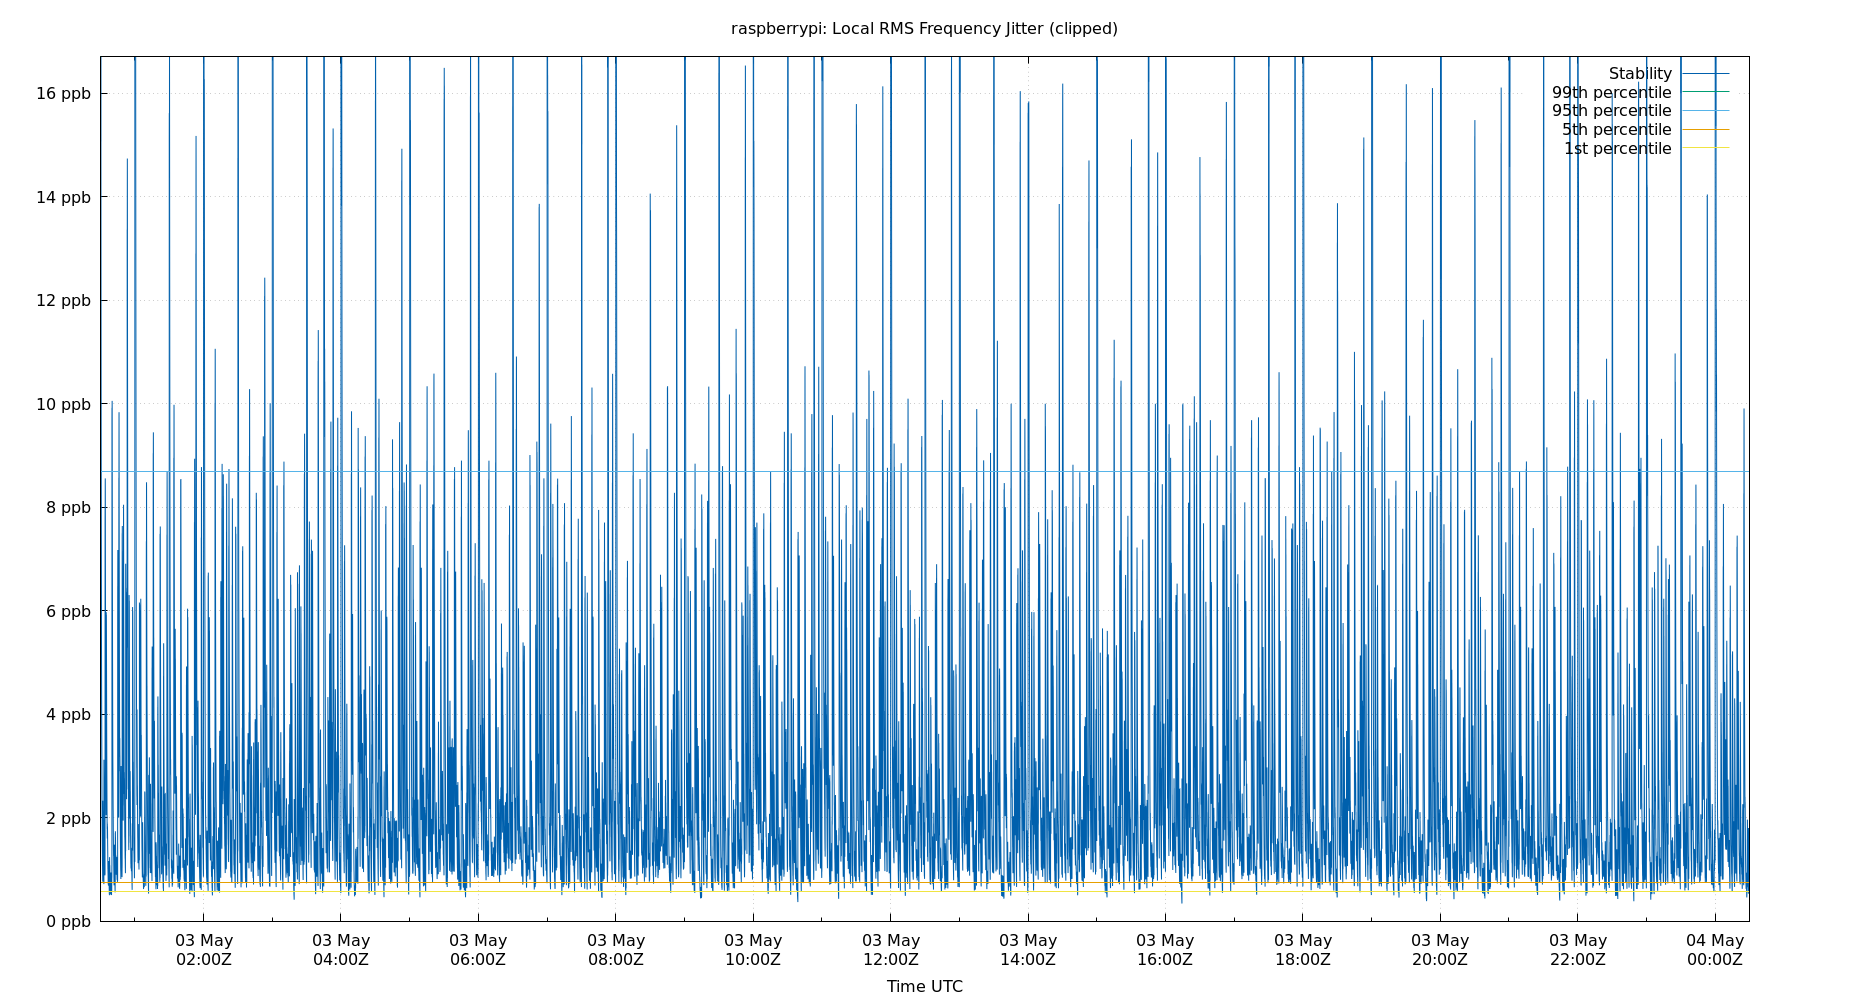 raspberrypi: Local RMS Frequency Jitter (clipped)
Stability
99th percentile
95th percentile
5th percentile
1st percentile
16 ppb
14 ppb
12 ppb
10 ppb
8 ppb
6 ppb
4 ppb
2 ppb
0 ppb
03 May 03 May 03 May 03 May 03 May 03 May 03 May 03 May 03 May 03 May 03 May 04 May
02:00Z 04:00Z 06:00Z 08:00Z 10:00Z 12:00Z 14:00Z 16:00Z 18:00Z 20:00Z 22:00Z 00:00Z
Time UTC